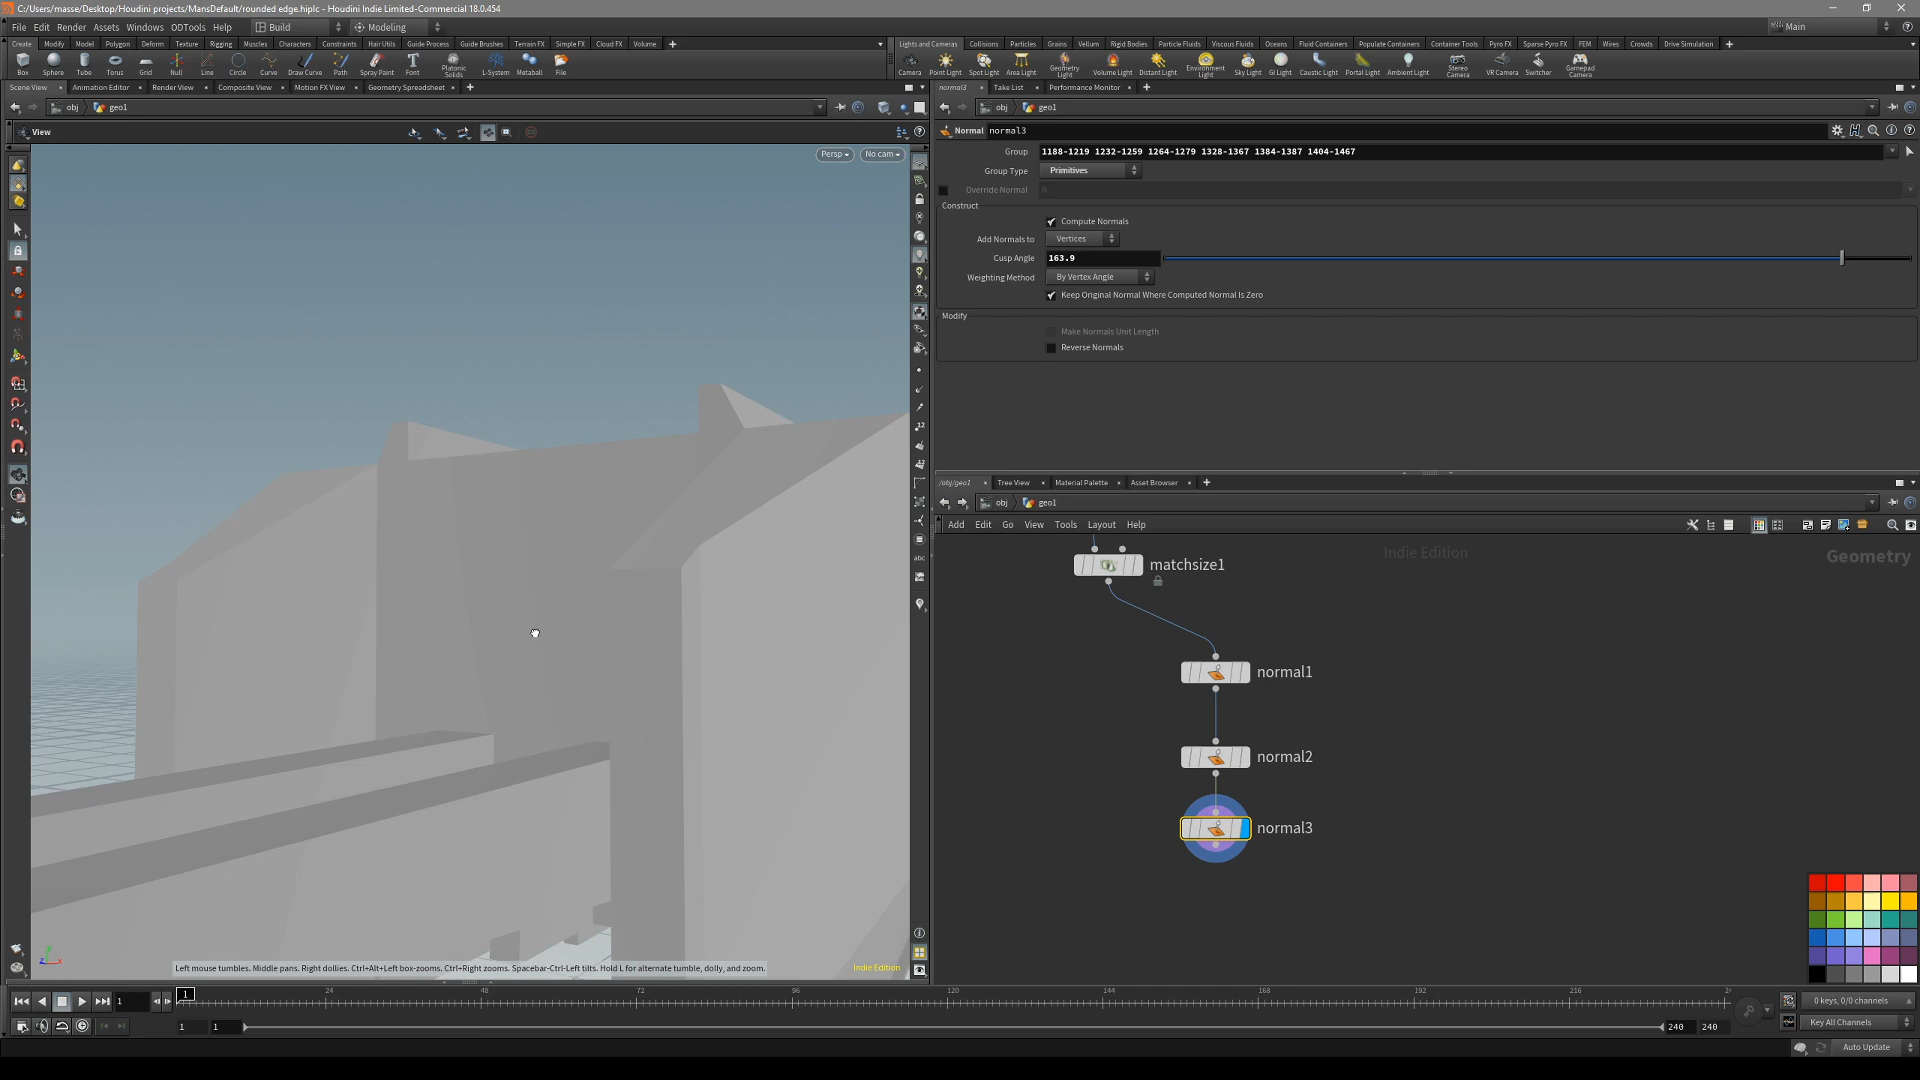 C:/Users/masse/Desktop/Houdini projects/MansDefault/rounded edge.hiplc - Houdini Indie Limited-Commercial 18.0.454
File Edit Render Assets Windows ODTools Help Build Modeling Main
Create Modify Model Polygon Deform Texture Rigging Muscles Characters Constraints Hair Utils Guide Process Guide Brushes Terrain FX Simple FX Cloud FX Volume
Lights and Cameras Collisions Particles Grains Vellum Rigid Bodies Particle Fluids Viscous Fluids Oceans Fluid Containers Populate Containers Container Tools Pyro FX Sparse Pyro FX FEM Wires Crowds Drive Simulation
Box Sphere Tube Torus Grid Null Line Circle Curve Draw Curve Path Spray Paint Font Platonic Solids L-System Metaball File
Camera Point Light Spot Light Area Light Geometry Light Volume Light Distant Light Environment Light Sky Light GI Light Caustic Light Portal Light Ambient Light Stereo Camera VR Camera Switcher Gamepad Camera
Scene View Animation Editor Render View Composite View Motion FX View Geometry Spreadsheet
normal3 Take List Performance Monitor
obj geo1
obj geo1
View
Normal normal3
Persp No cam
Group 1188-1219 1232-1259 1264-1279 1328-1367 1384-1387 1404-1467
Group Type Primitives
Override Normal N
Construct
Compute Normals
Add Normals to Vertices
Cusp Angle 163.9
Weighting Method By Vertex Angle
Keep Original Normal Where Computed Normal Is Zero
Modify
Make Normals Unit Length
Reverse Normals
/obj/geo1 Tree View Material Palette Asset Browser
obj geo1
Add Edit Go View Tools Layout Help
Indie Edition
Geometry
matchsize1
normal1
normal2
normal3
abc
Left mouse tumbles. Middle pans. Right dollies. Ctrl+Alt+Left box-zooms. Ctrl+Right zooms. Spacebar-Ctrl-Left tilts. Hold L for alternate tumble, dolly, and zoom.
Indie Edition
1 1 24 48 72 96 120 144 168 192 216
0 keys, 0/0 channels
1 1 240 240
Key All Channels
Auto Update